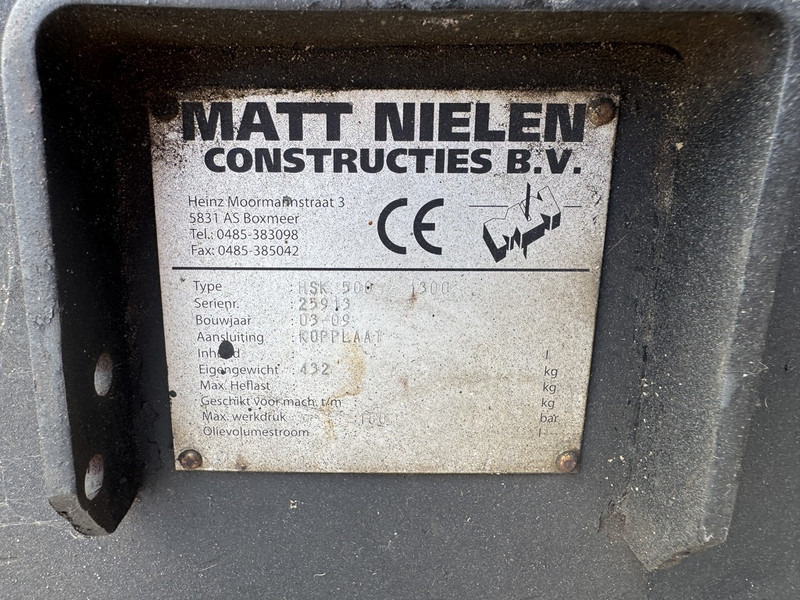 MATT NIELEN
CONSTRUCTIES B.V.
Heinz Moormannstraat 3
5831 AS Boxmeer
Tel.: 0485-383098
Fax: 0485-385042
CE
Type : HSK 500 1300
Serienr. : 25913
Bouwjaar : 03-09
Aansluiting : KOPPLAAT
Inhoud : l
Eigengewicht : 432 kg
Max. Heflast : kg
Geschikt voor mach. t/m kg
Max. werkdruk bar
Olievolumestroom : l